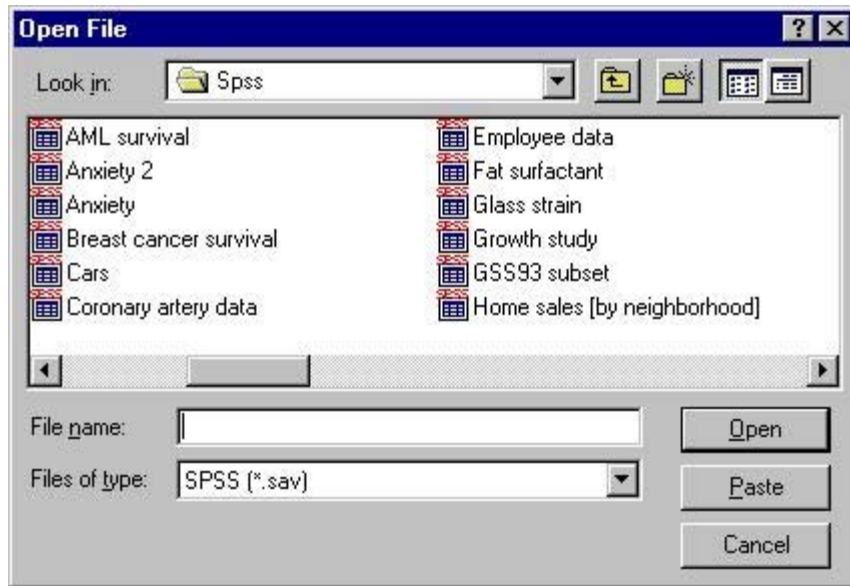 Open File
Look in: Spss
AML survival
Anxiety 2
Anxiety
Breast cancer survival
Cars
Coronary artery data
Employee data
Fat surfactant
Glass strain
Growth study
GSS93 subset
Home sales [by neighborhood]
File name:
Open
Files of type: SPSS (*.sav)
Paste
Cancel